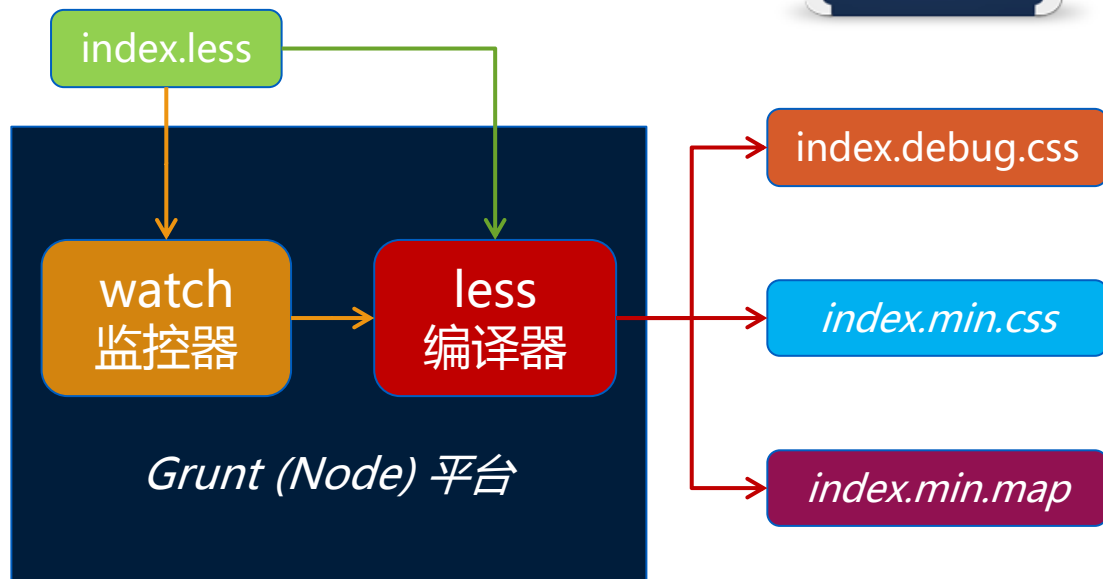 index.less
index.debug.css
watch
监控器
less
编译器
index.min.css
Grunt (Node) 平台
index.min.map